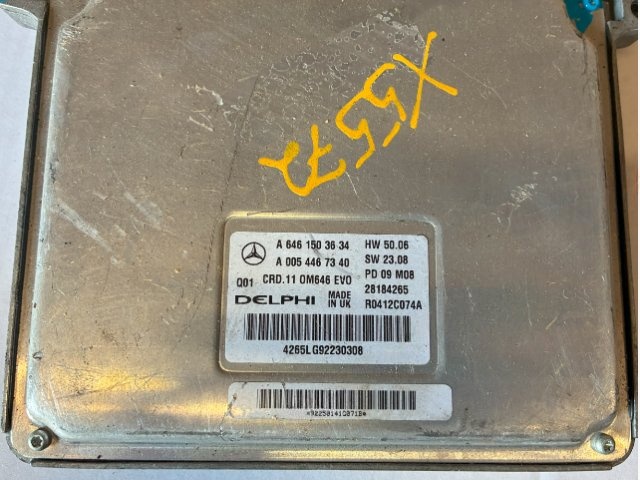 X5572
A 646 150 36 34 HW 50.06
A 005 446 73 40 SW 23.08
Q01 CRD.11 OM646 EVO PD 09 M08
DELPHI MADE IN UK 28184265
R0412C074A
4265LG92230308